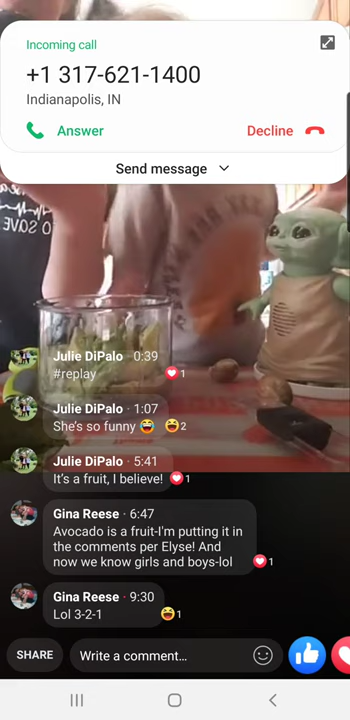 Incoming call
+1 317-621-1400
Indianapolis, IN
Answer
Decline
Send message
SAVE
Julie DiPalo · 0:39
#replay
1
Julie DiPalo · 1:07
She's so funny 😝
😆2
Julie DiPalo · 5:41
It's a fruit, I believe!
1
Gina Reese · 6:47
Avocado is a fruit-I'm putting it in
the comments per Elyse! And
now we know girls and boys-lol
1
Gina Reese · 9:30
Lol 3-2-1
😆1
SHARE
Write a comment...